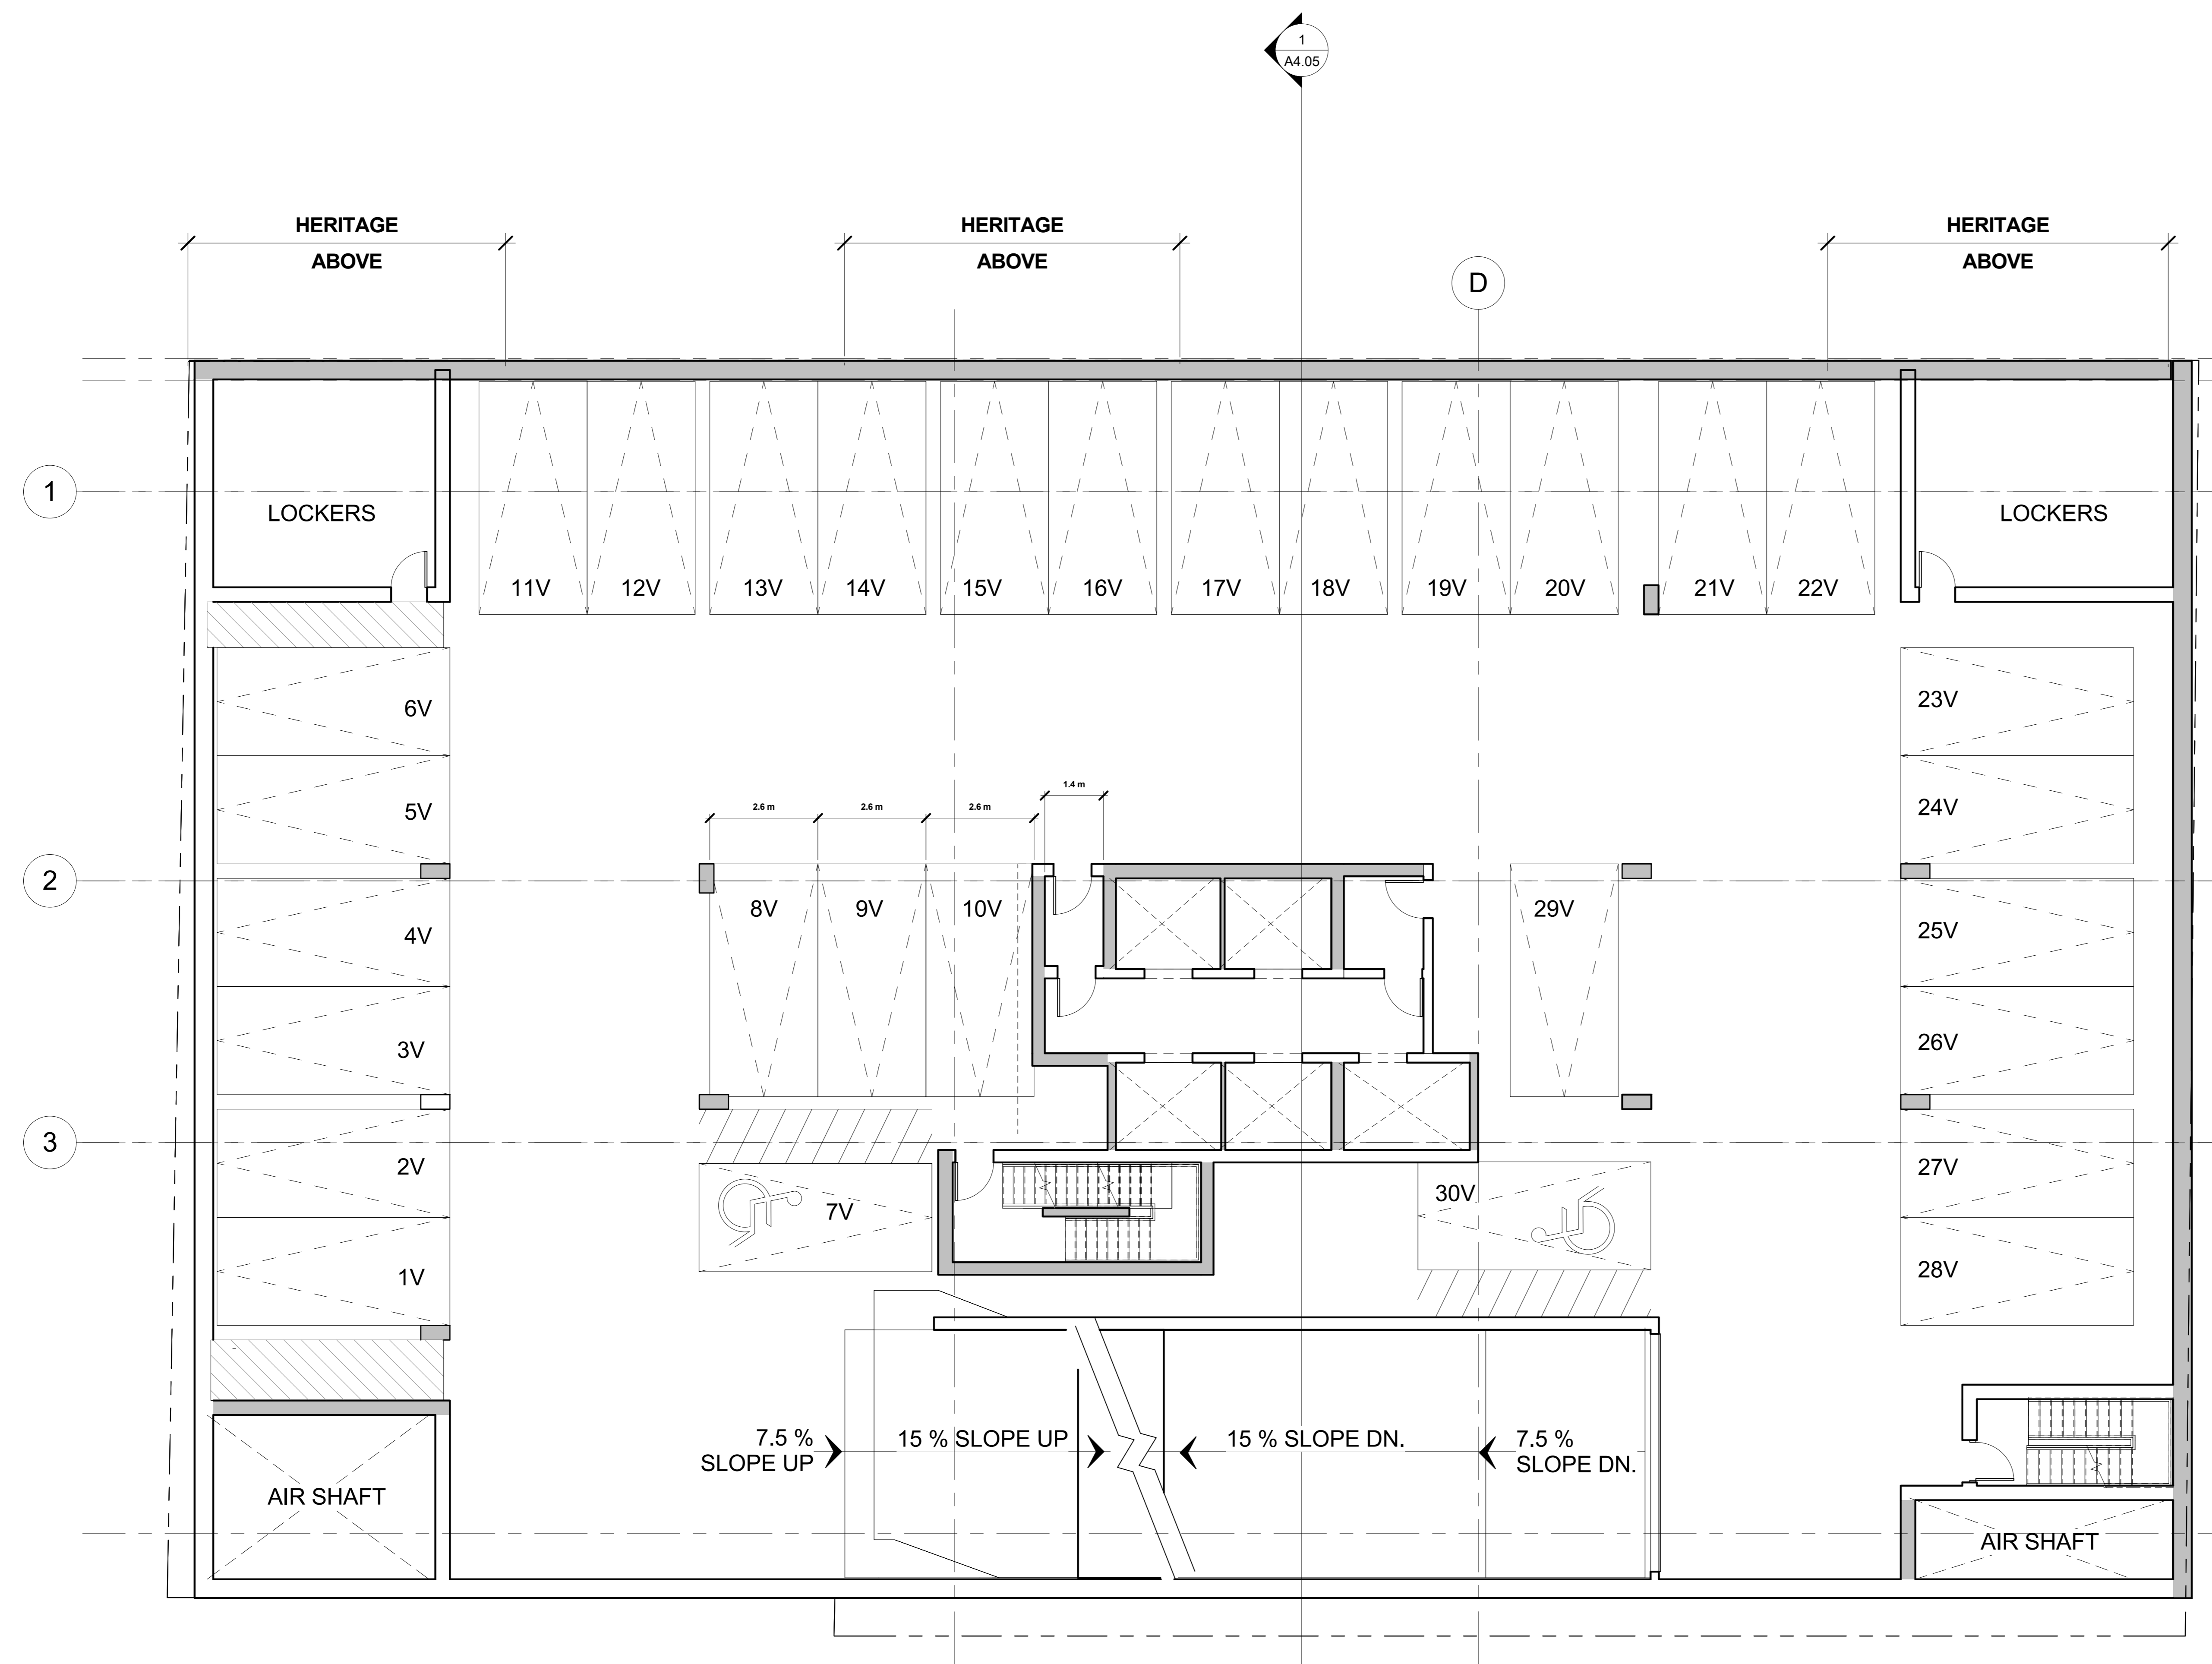 1
A4.05
HERITAGE
ABOVE
HERITAGE
ABOVE
HERITAGE
ABOVE
D
1
LOCKERS
LOCKERS
11V
12V
13V
14V
15V
16V
17V
18V
19V
20V
21V
22V
6V
23V
5V
24V
2.6 m
2.6 m
2.6 m
1.4 m
2
8V
9V
10V
29V
4V
25V
3V
26V
3
2V
27V
7V
30V
1V
28V
7.5 %
SLOPE UP
15 % SLOPE UP
15 % SLOPE DN.
7.5 %
SLOPE DN.
AIR SHAFT
AIR SHAFT